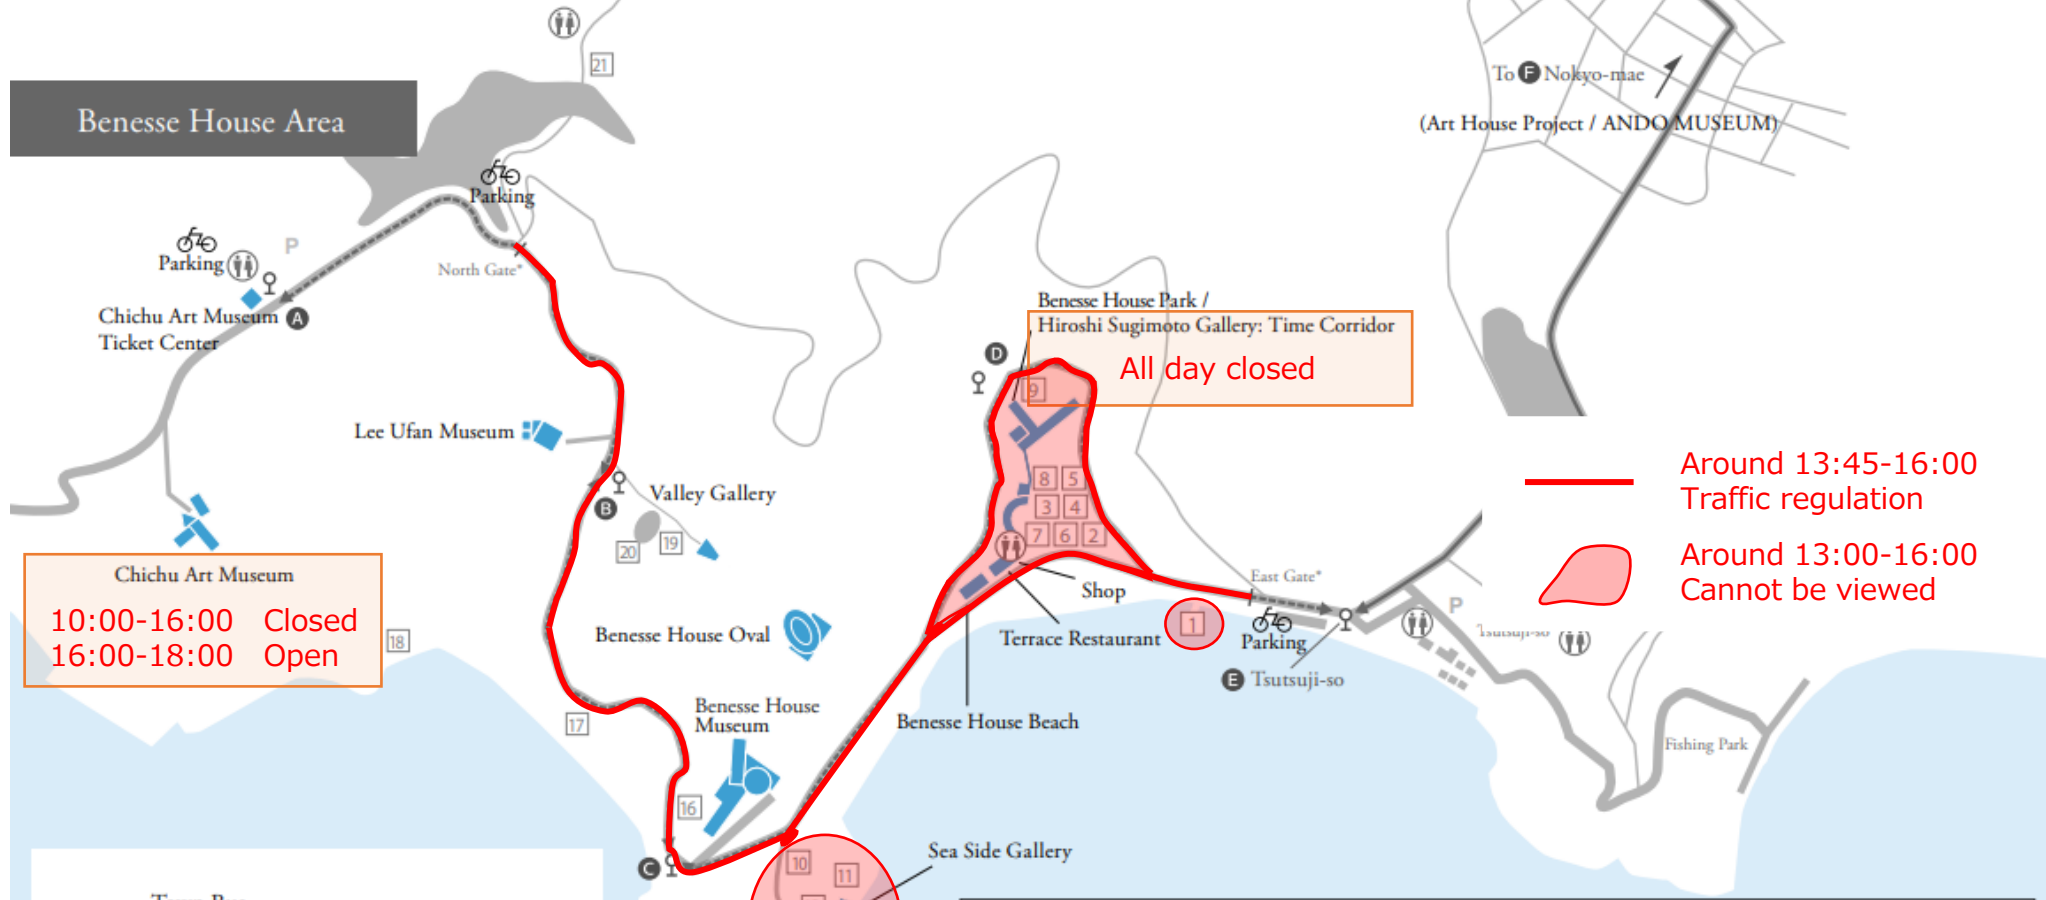 21
Benesse House Area
To F Nokyo-mae
(Art House Project / ANDO MUSEUM)
Parking
P
Parking
North Gate*
Chichu Art Museum A
Ticket Center
Benesse House Park /
Hiroshi Sugimoto Gallery: Time Corridor
All day closed
D
9
Lee Ufan Museum
Valley Gallery
B
20
19
8 5
3 4
7 6 2
Around 13:45-16:00
Traffic regulation
Around 13:00-16:00
Cannot be viewed
Chichu Art Museum
10:00-16:00 Closed
16:00-18:00 Open
18
Shop
East Gate*
P
Benesse House Oval
Terrace Restaurant
1
Parking
Tsutsuji-so
E Tsutsuji-so
17
Benesse House
Museum
Benesse House Beach
Fishing Park
16
C
10
11
Sea Side Gallery